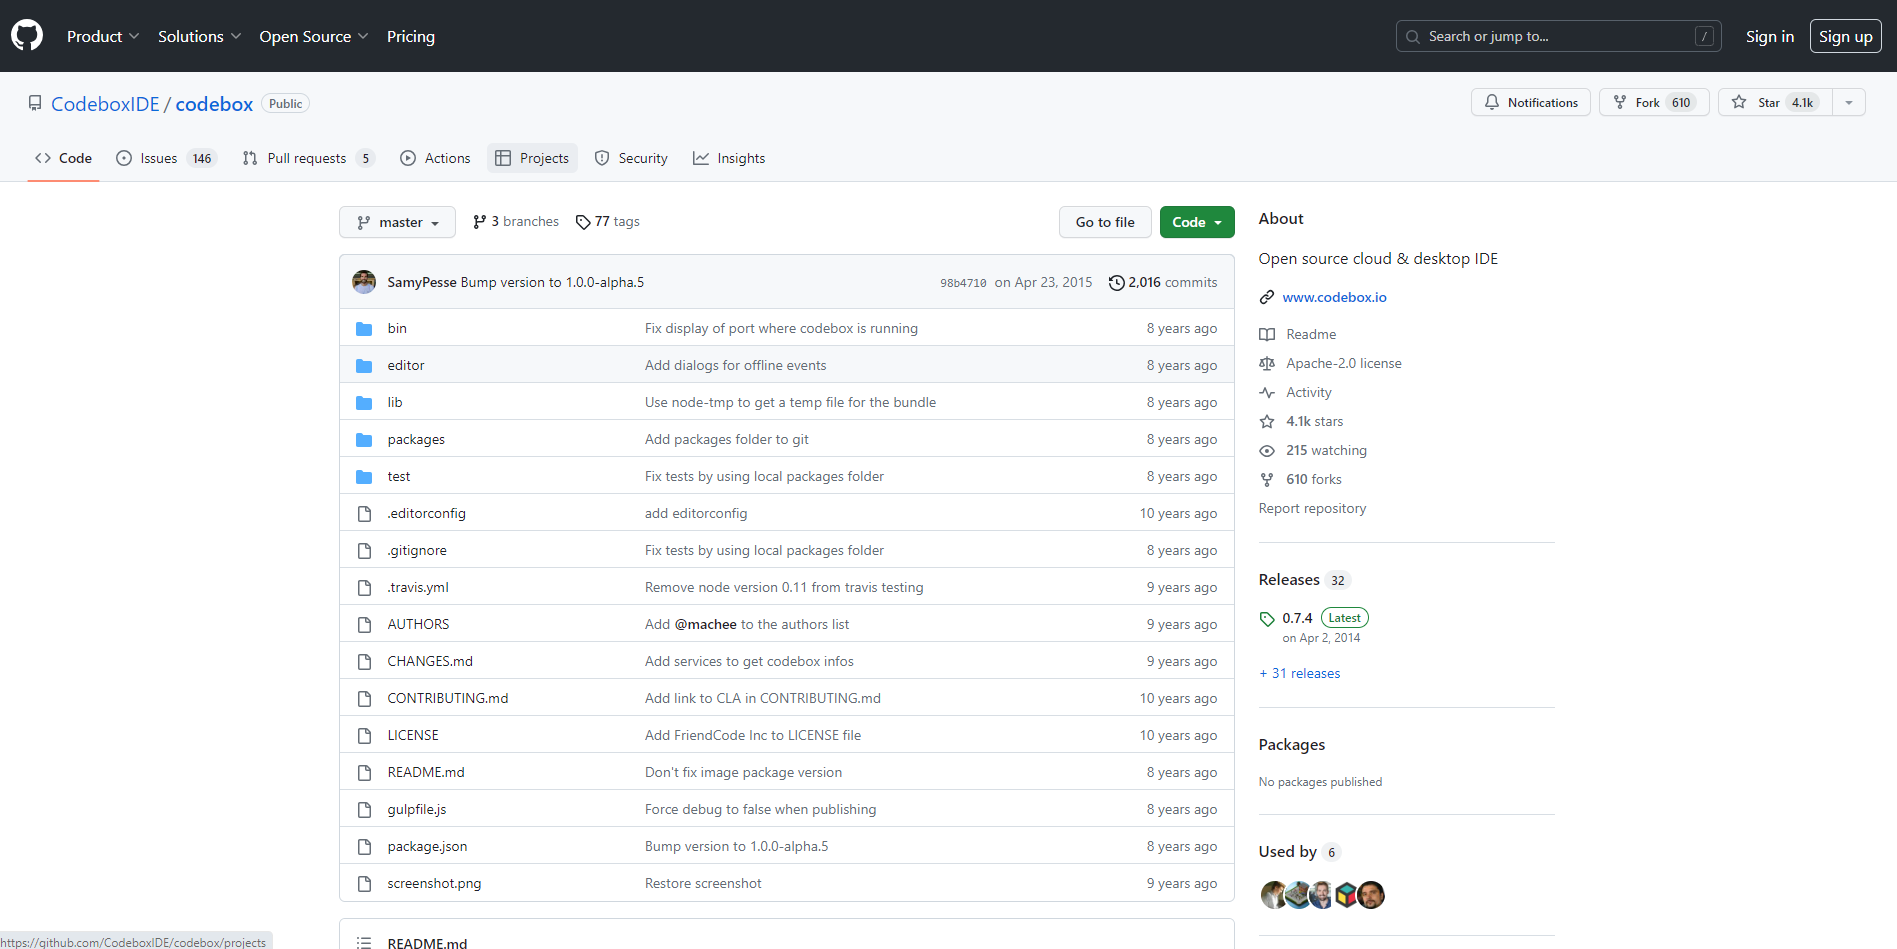 Product Solutions Open Source Pricing Search or jump to... / Sign in Sign up
CodeboxIDE / codebox Public Notifications Fork 610 Star 4.1k
Code Issues 146 Pull requests 5 Actions Projects Security Insights
master 3 branches 77 tags Go to file Code
SamyPesse Bump version to 1.0.0-alpha.5 98b4710 on Apr 23, 2015 2,016 commits
bin Fix display of port where codebox is running 8 years ago
editor Add dialogs for offline events 8 years ago
lib Use node-tmp to get a temp file for the bundle 8 years ago
packages Add packages folder to git 8 years ago
test Fix tests by using local packages folder 8 years ago
.editorconfig add editorconfig 10 years ago
.gitignore Fix tests by using local packages folder 8 years ago
.travis.yml Remove node version 0.11 from travis testing 9 years ago
AUTHORS Add @machee to the authors list 9 years ago
CHANGES.md Add services to get codebox infos 9 years ago
CONTRIBUTING.md Add link to CLA in CONTRIBUTING.md 10 years ago
LICENSE Add FriendCode Inc to LICENSE file 10 years ago
README.md Don't fix image package version 8 years ago
gulpfile.js Force debug to false when publishing 8 years ago
package.json Bump version to 1.0.0-alpha.5 8 years ago
screenshot.png Restore screenshot 9 years ago
README.md
About
Open source cloud & desktop IDE
www.codebox.io
Readme
Apache-2.0 license
Activity
4.1k stars
215 watching
610 forks
Report repository
Releases 32
0.7.4 Latest
on Apr 2, 2014
+ 31 releases
Packages
No packages published
Used by 6
https://github.com/CodeboxIDE/codebox/projects